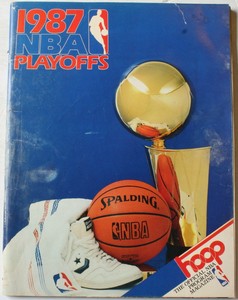 1987
NBA
PLAYOFFS
SPALDING
NBA
hoop
THE OFFICIAL NBA
PROGRAM
MAGAZINE